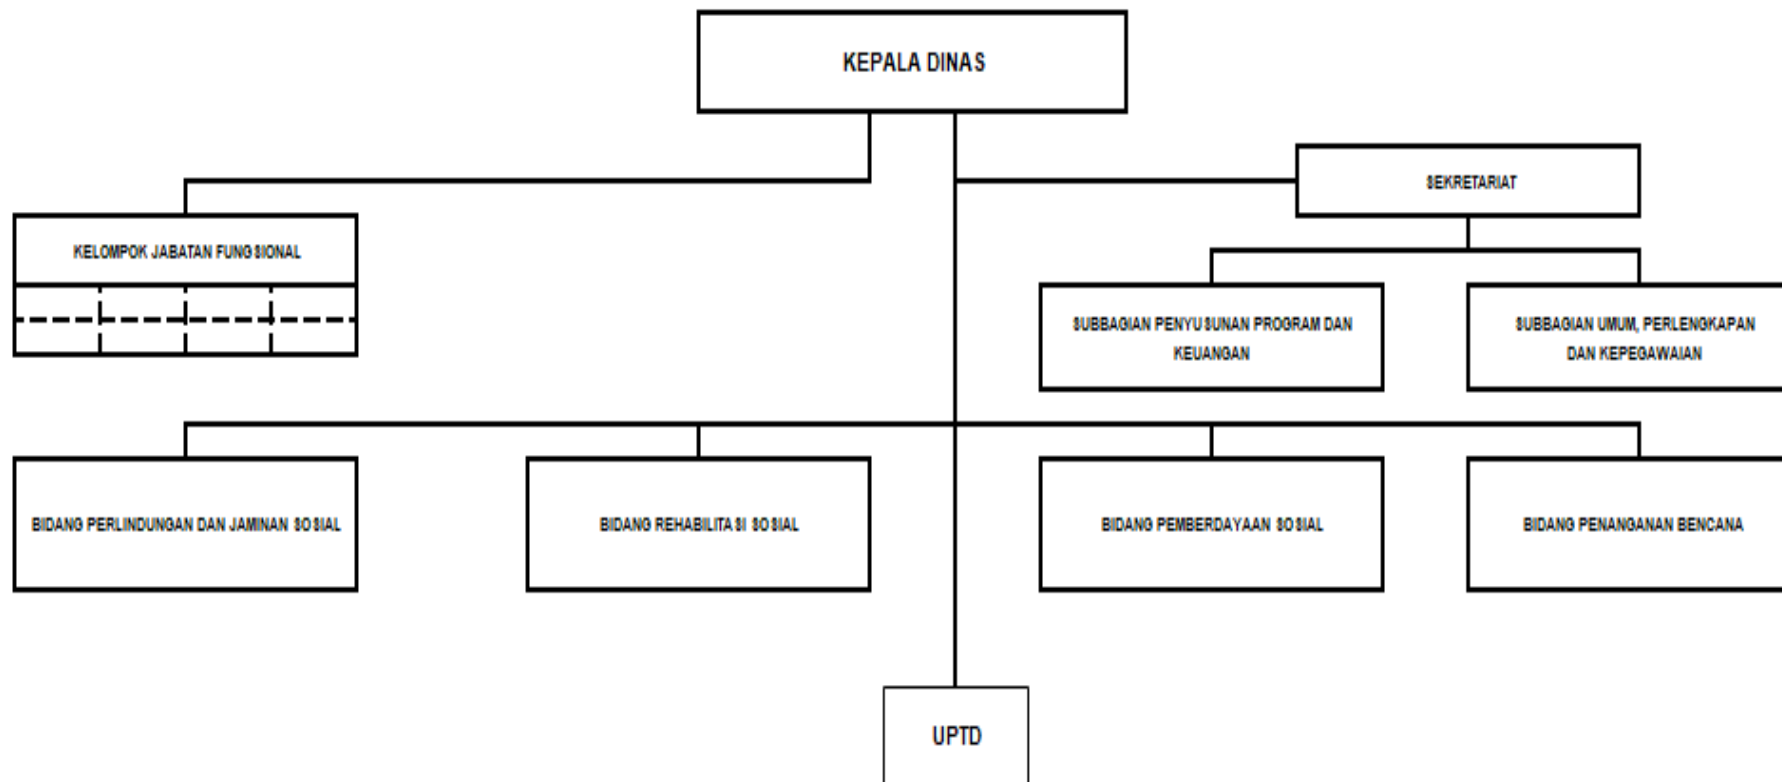 KEPALA DINAS
SEKRETARIAT
KELOMPOK JABATAN FUNGSIONAL
SUBBAGIAN PENYUSUNAN PROGRAM DAN
KEUANGAN
SUBBAGIAN UMUM, PERLENGKAPAN
DAN KEPEGAWAIAN
BIDANG PERLINDUNGAN DAN JAMINAN SOSIAL
BIDANG REHABILITASI SOSIAL
BIDANG PEMBERDAYAAN SOSIAL
BIDANG PENANGANAN BENCANA
UPTD